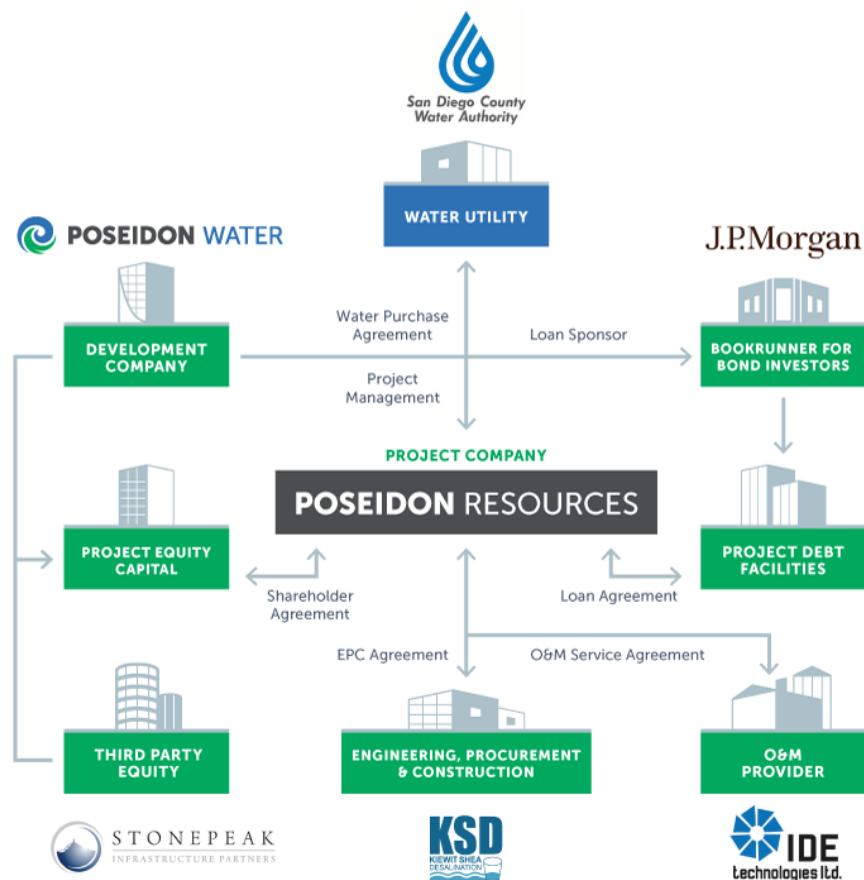 San Diego County
Water Authority
WATER UTILITY
POSEIDON WATER
J.P.Morgan
DEVELOPMENT
COMPANY
Water Purchase
Agreement
Loan Sponsor
BOOKRUNNER FOR
BOND INVESTORS
Project
Management
PROJECT COMPANY
POSEIDON RESOURCES
PROJECT EQUITY
CAPITAL
PROJECT DEBT
FACILITIES
Shareholder
Agreement
Loan Agreement
EPC Agreement
O&M Service Agreement
THIRD PARTY
EQUITY
ENGINEERING, PROCUREMENT
& CONSTRUCTION
O&M
PROVIDER
STONEPEAK
INFRASTRUCTURE PARTNERS
KSD
KIEWIT SHEA
DESALINATION
IDE
technologies ltd.